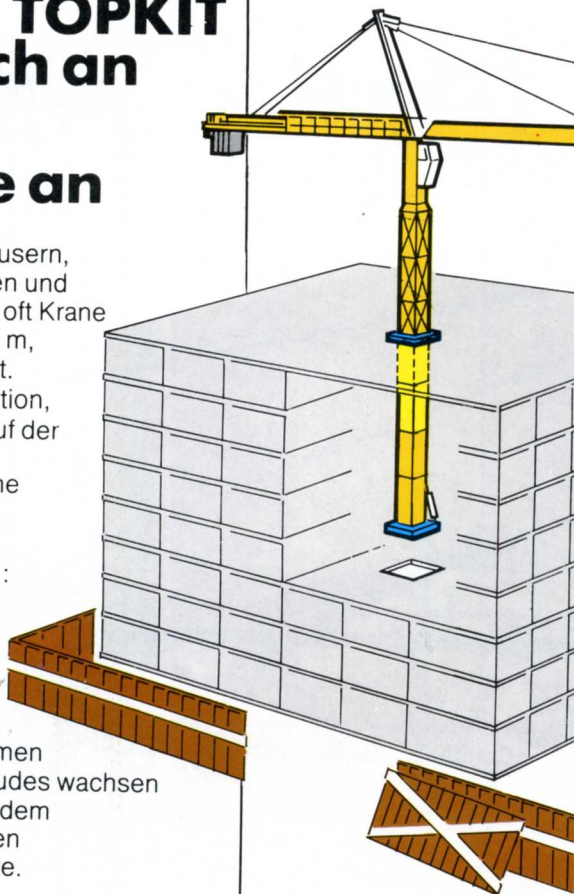 TOPKIT
ch an
e an
usern,
en und
oft Krane
m,
t.
tion,
uf der
ne
:
men
udes wachsen
dem
en
e.